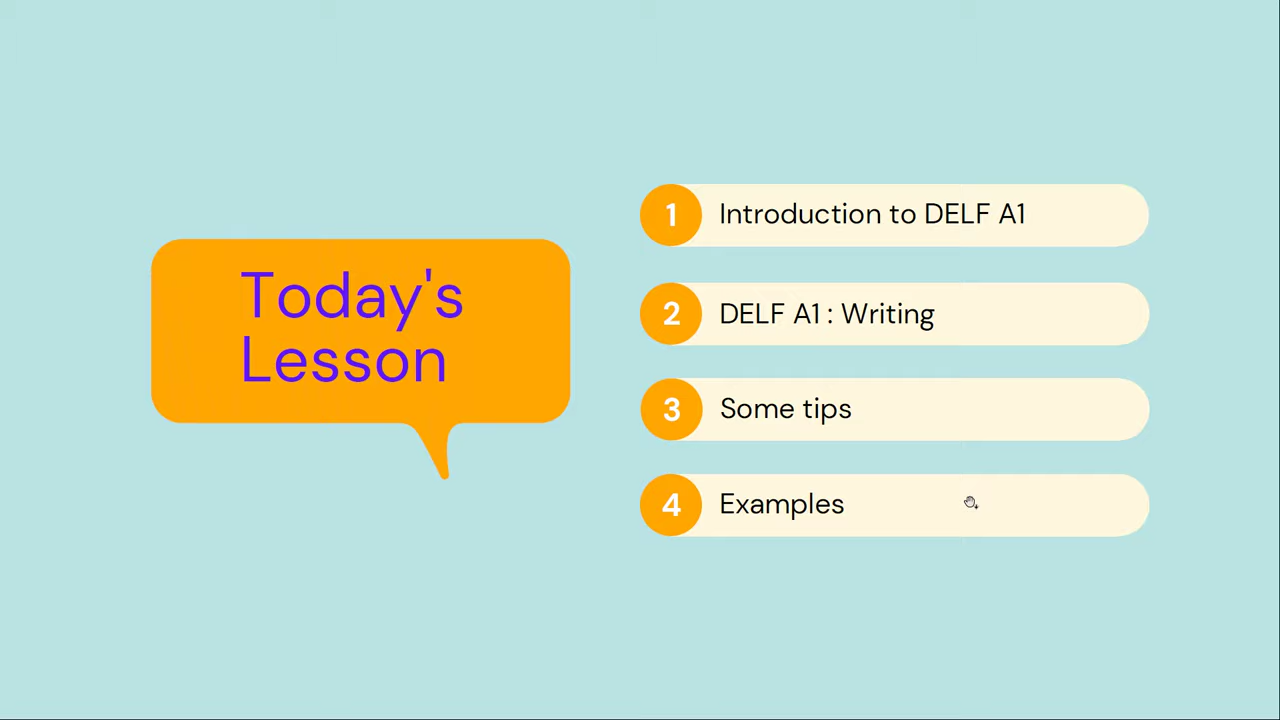 Today's
Lesson
1 Introduction to DELF A1
2 DELF A1 : Writing
3 Some tips
4 Examples